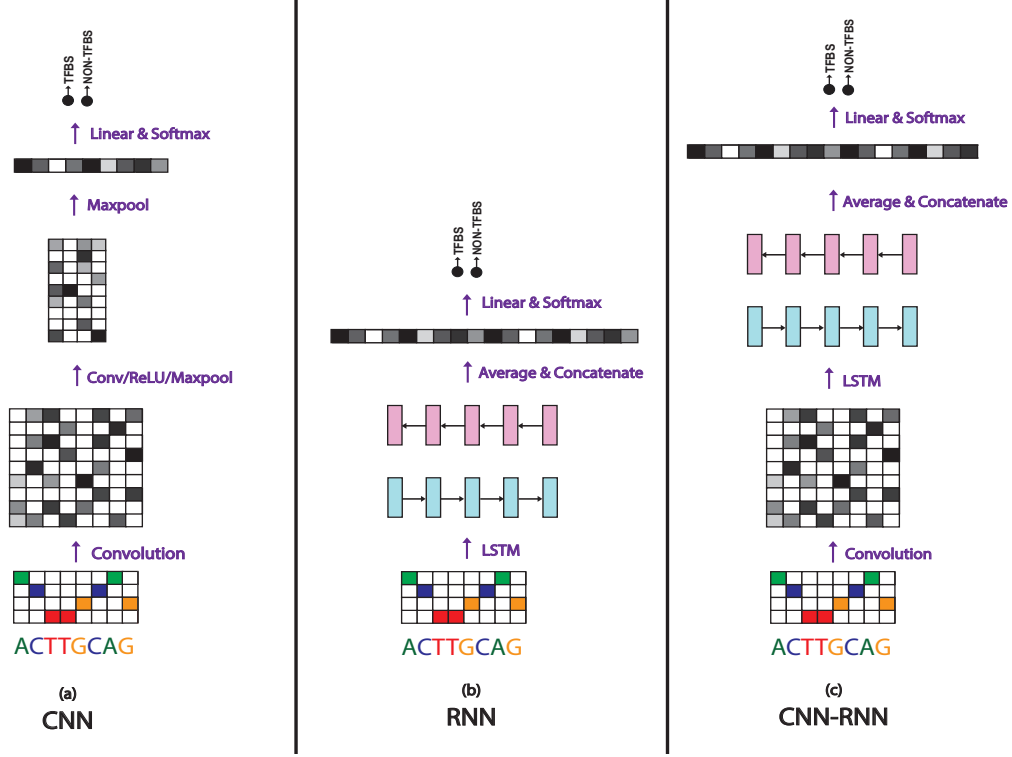 TFBS
NON-TFBS
Linear & Softmax
Maxpool
Conv/ReLU/Maxpool
Convolution
ACTTGCAG
(a)
CNN
TFBS
NON-TFBS
Linear & Softmax
Average & Concatenate
LSTM
ACTTGCAG
(b)
RNN
TFBS
NON-TFBS
Linear & Softmax
Average & Concatenate
LSTM
Convolution
ACTTGCAG
(c)
CNN-RNN